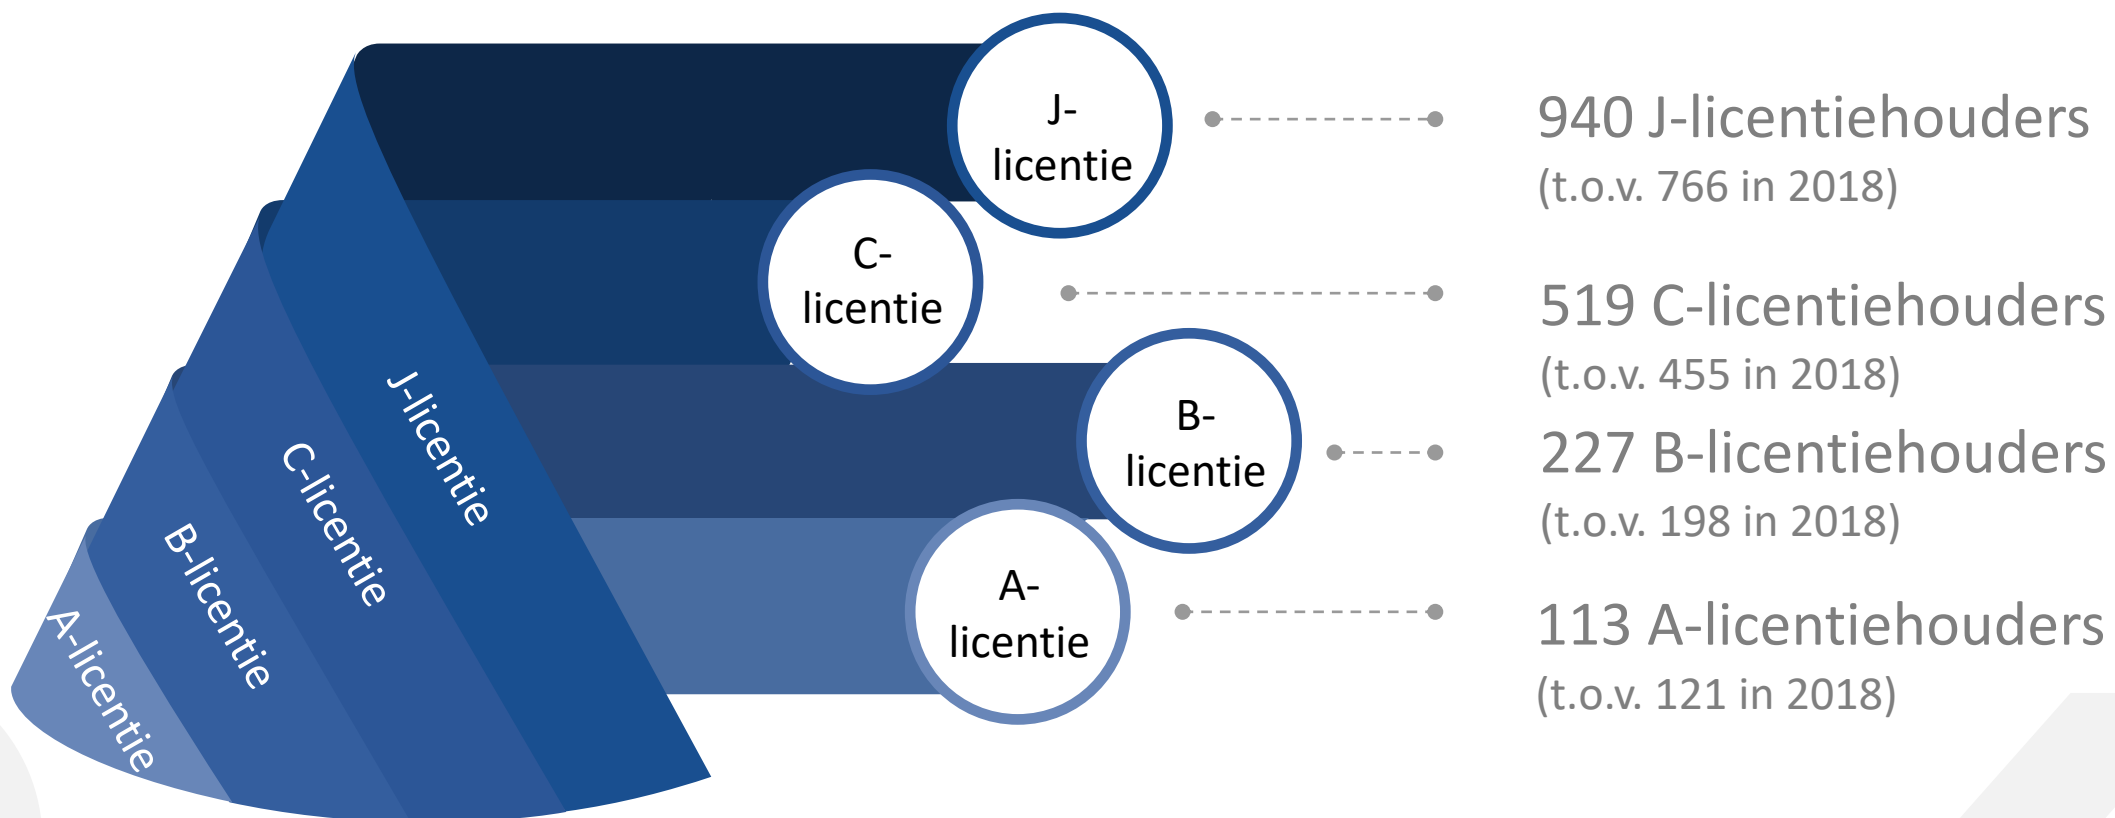 J-
licentie
940 J-licentiehouders
(t.o.v. 766 in 2018)
C-
licentie
519 C-licentiehouders
(t.o.v. 455 in 2018)
B-
licentie
227 B-licentiehouders
(t.o.v. 198 in 2018)
A-
licentie
113 A-licentiehouders
(t.o.v. 121 in 2018)
J-licentie
C-licentie
B-licentie
A-licentie